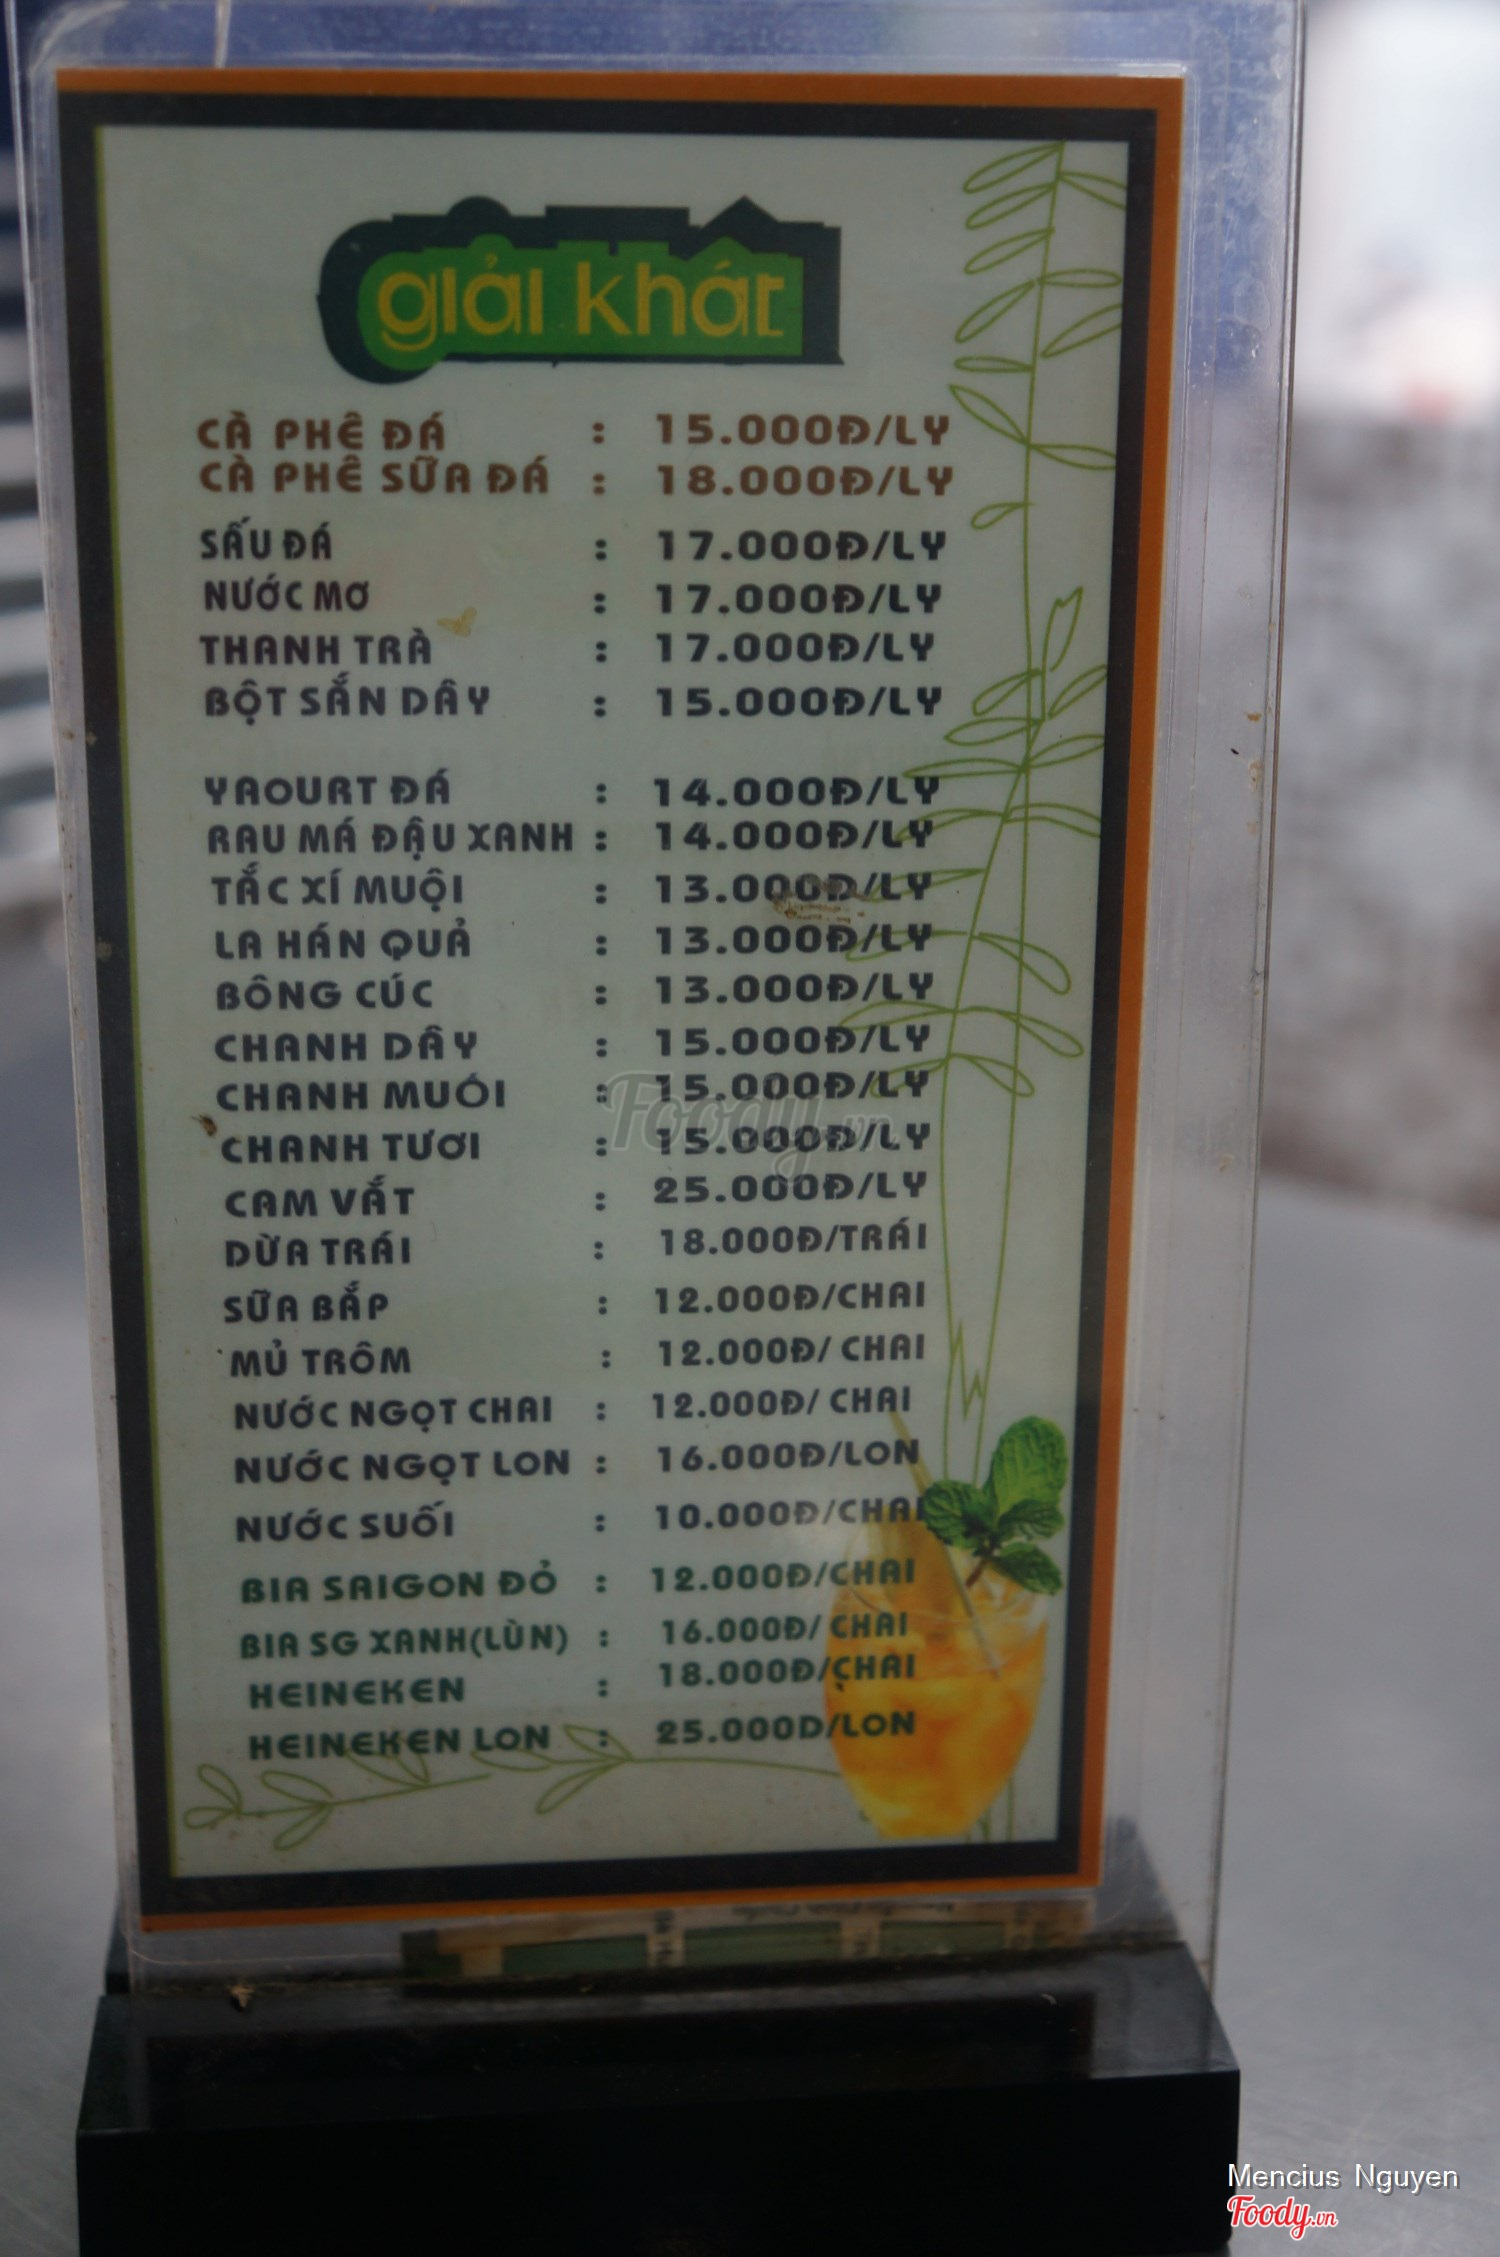 giải khát
CÀ PHÊ ĐÁ : 15.000Đ/LY
CÀ PHÊ SỮA ĐÁ : 18.000Đ/LY
SẤU ĐÁ : 17.000Đ/LY
NƯỚC MƠ : 17.000Đ/LY
THANH TRÀ : 17.000Đ/LY
BỘT SẮN DÂY : 15.000Đ/LY
YAOURT ĐÁ : 14.000Đ/LY
RAU MÁ ĐẬU XANH : 14.000Đ/LY
TẮC XÍ MUỘI : 13.000Đ/LY
LA HÁN QUẢ : 13.000Đ/LY
BÔNG CÚC : 13.000Đ/LY
CHANH DÂY : 15.000Đ/LY
CHANH MUÓI : 15.000Đ/LY
CHANH TƯƠI : 15.000Đ/LY
CAM VẮT : 25.000Đ/LY
DỪA TRÁI : 18.000Đ/TRÁI
SỮA BẮP : 12.000Đ/CHAI
MỦ TRÔM : 12.000Đ/ CHAI
NƯỚC NGỌT CHAI : 12.000Đ/ CHAI
NƯỚC NGỌT LON : 16.000Đ/LON
NƯỚC SUỐI : 10.000Đ/CHAI
BIA SAIGON ĐỎ : 12.000Đ/CHAI
BIA SG XANH(LÙN) : 16.000Đ/ CHAI
HEINEKEN : 18.000Đ/CHAI
HEINEKEN LON : 25.000D/LON
Foody.vn
Mencius Nguyen
Foody.vn